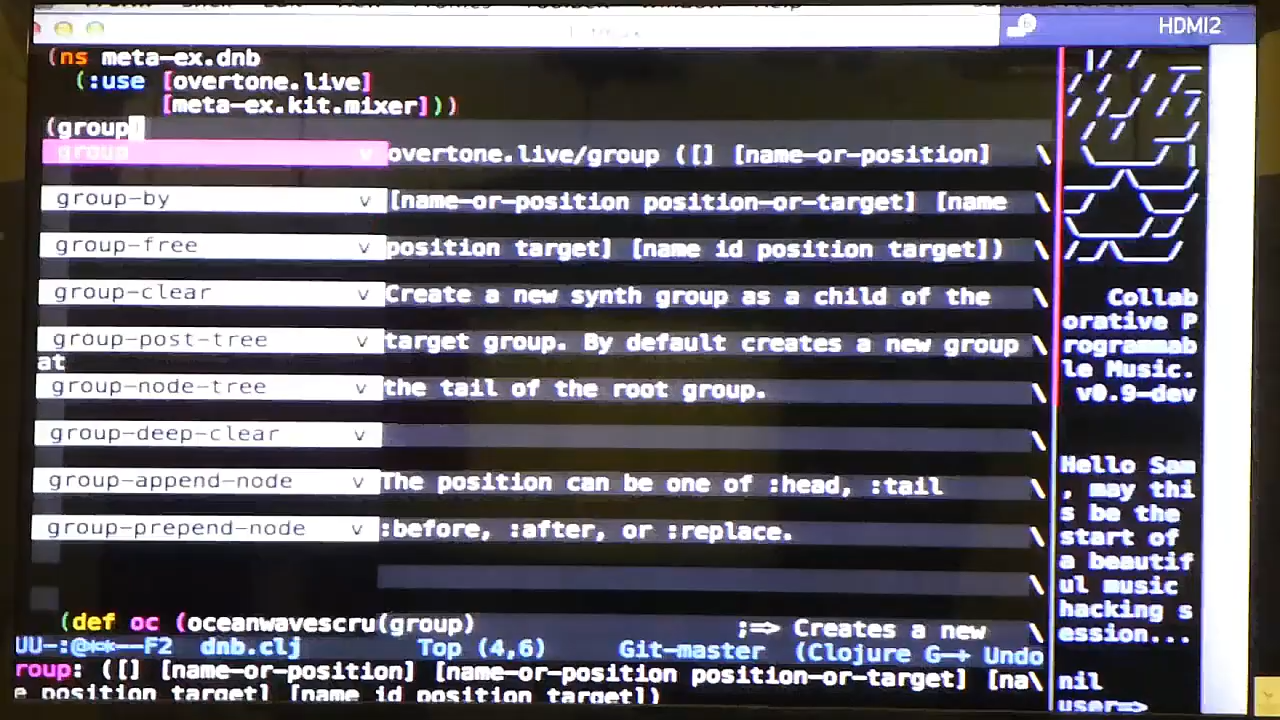 HDMI2
(ns meta-ex.dnb
(:use [overtone.live]
[meta-ex.kit.mixer]))
(group)
group v overtone.live/group ([] [name-or-position] \
group-by v [name-or-position position-or-target] [name \
group-free v position target] [name id position target]) \
group-clear v Create a new synth group as a child of the \
group-post-tree v target group. By default creates a new group \
at
group-node-tree v the tail of the root group. \
group-deep-clear v \
group-append-node v The position can be one of :head, :tail \
group-prepend-node v :before, :after, or :replace. \
\
(def oc (oceanwavescru(group) ;=> Creates a new \
UU-:@**--F2 dnb.clj Top (4,6) Git-master (Clojure G-+ Undo
roup: ([] [name-or-position] [name-or-position position-or-target] [na\
e position target] [name id position target])
Collab
orative P
rogrammab
le Music.
v0.9-dev
Hello Sam
, may thi
s be the
start of
a beautif
ul music
hacking s
ession...
nil
user=>